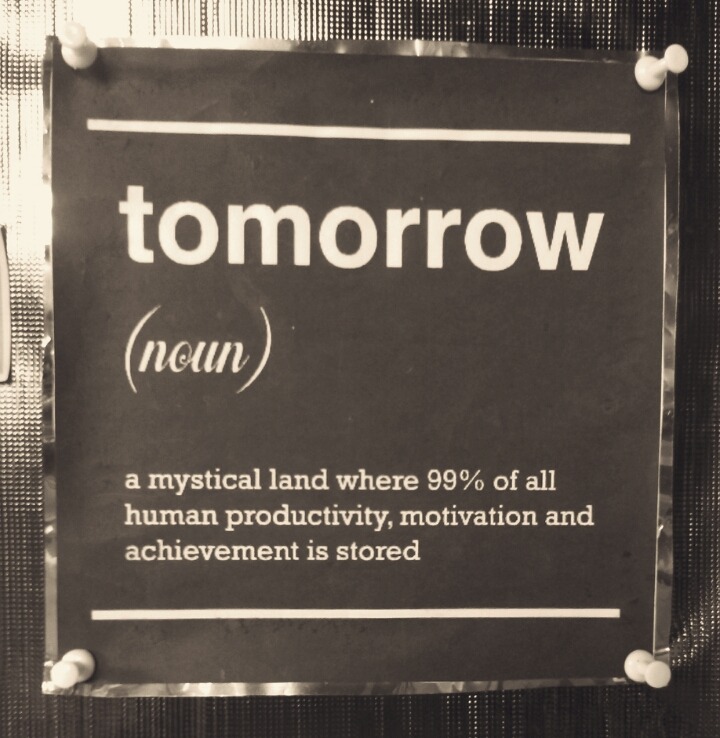 tomorrow
(noun)
a mystical land where 99% of all
human productivity, motivation and
achievement is stored